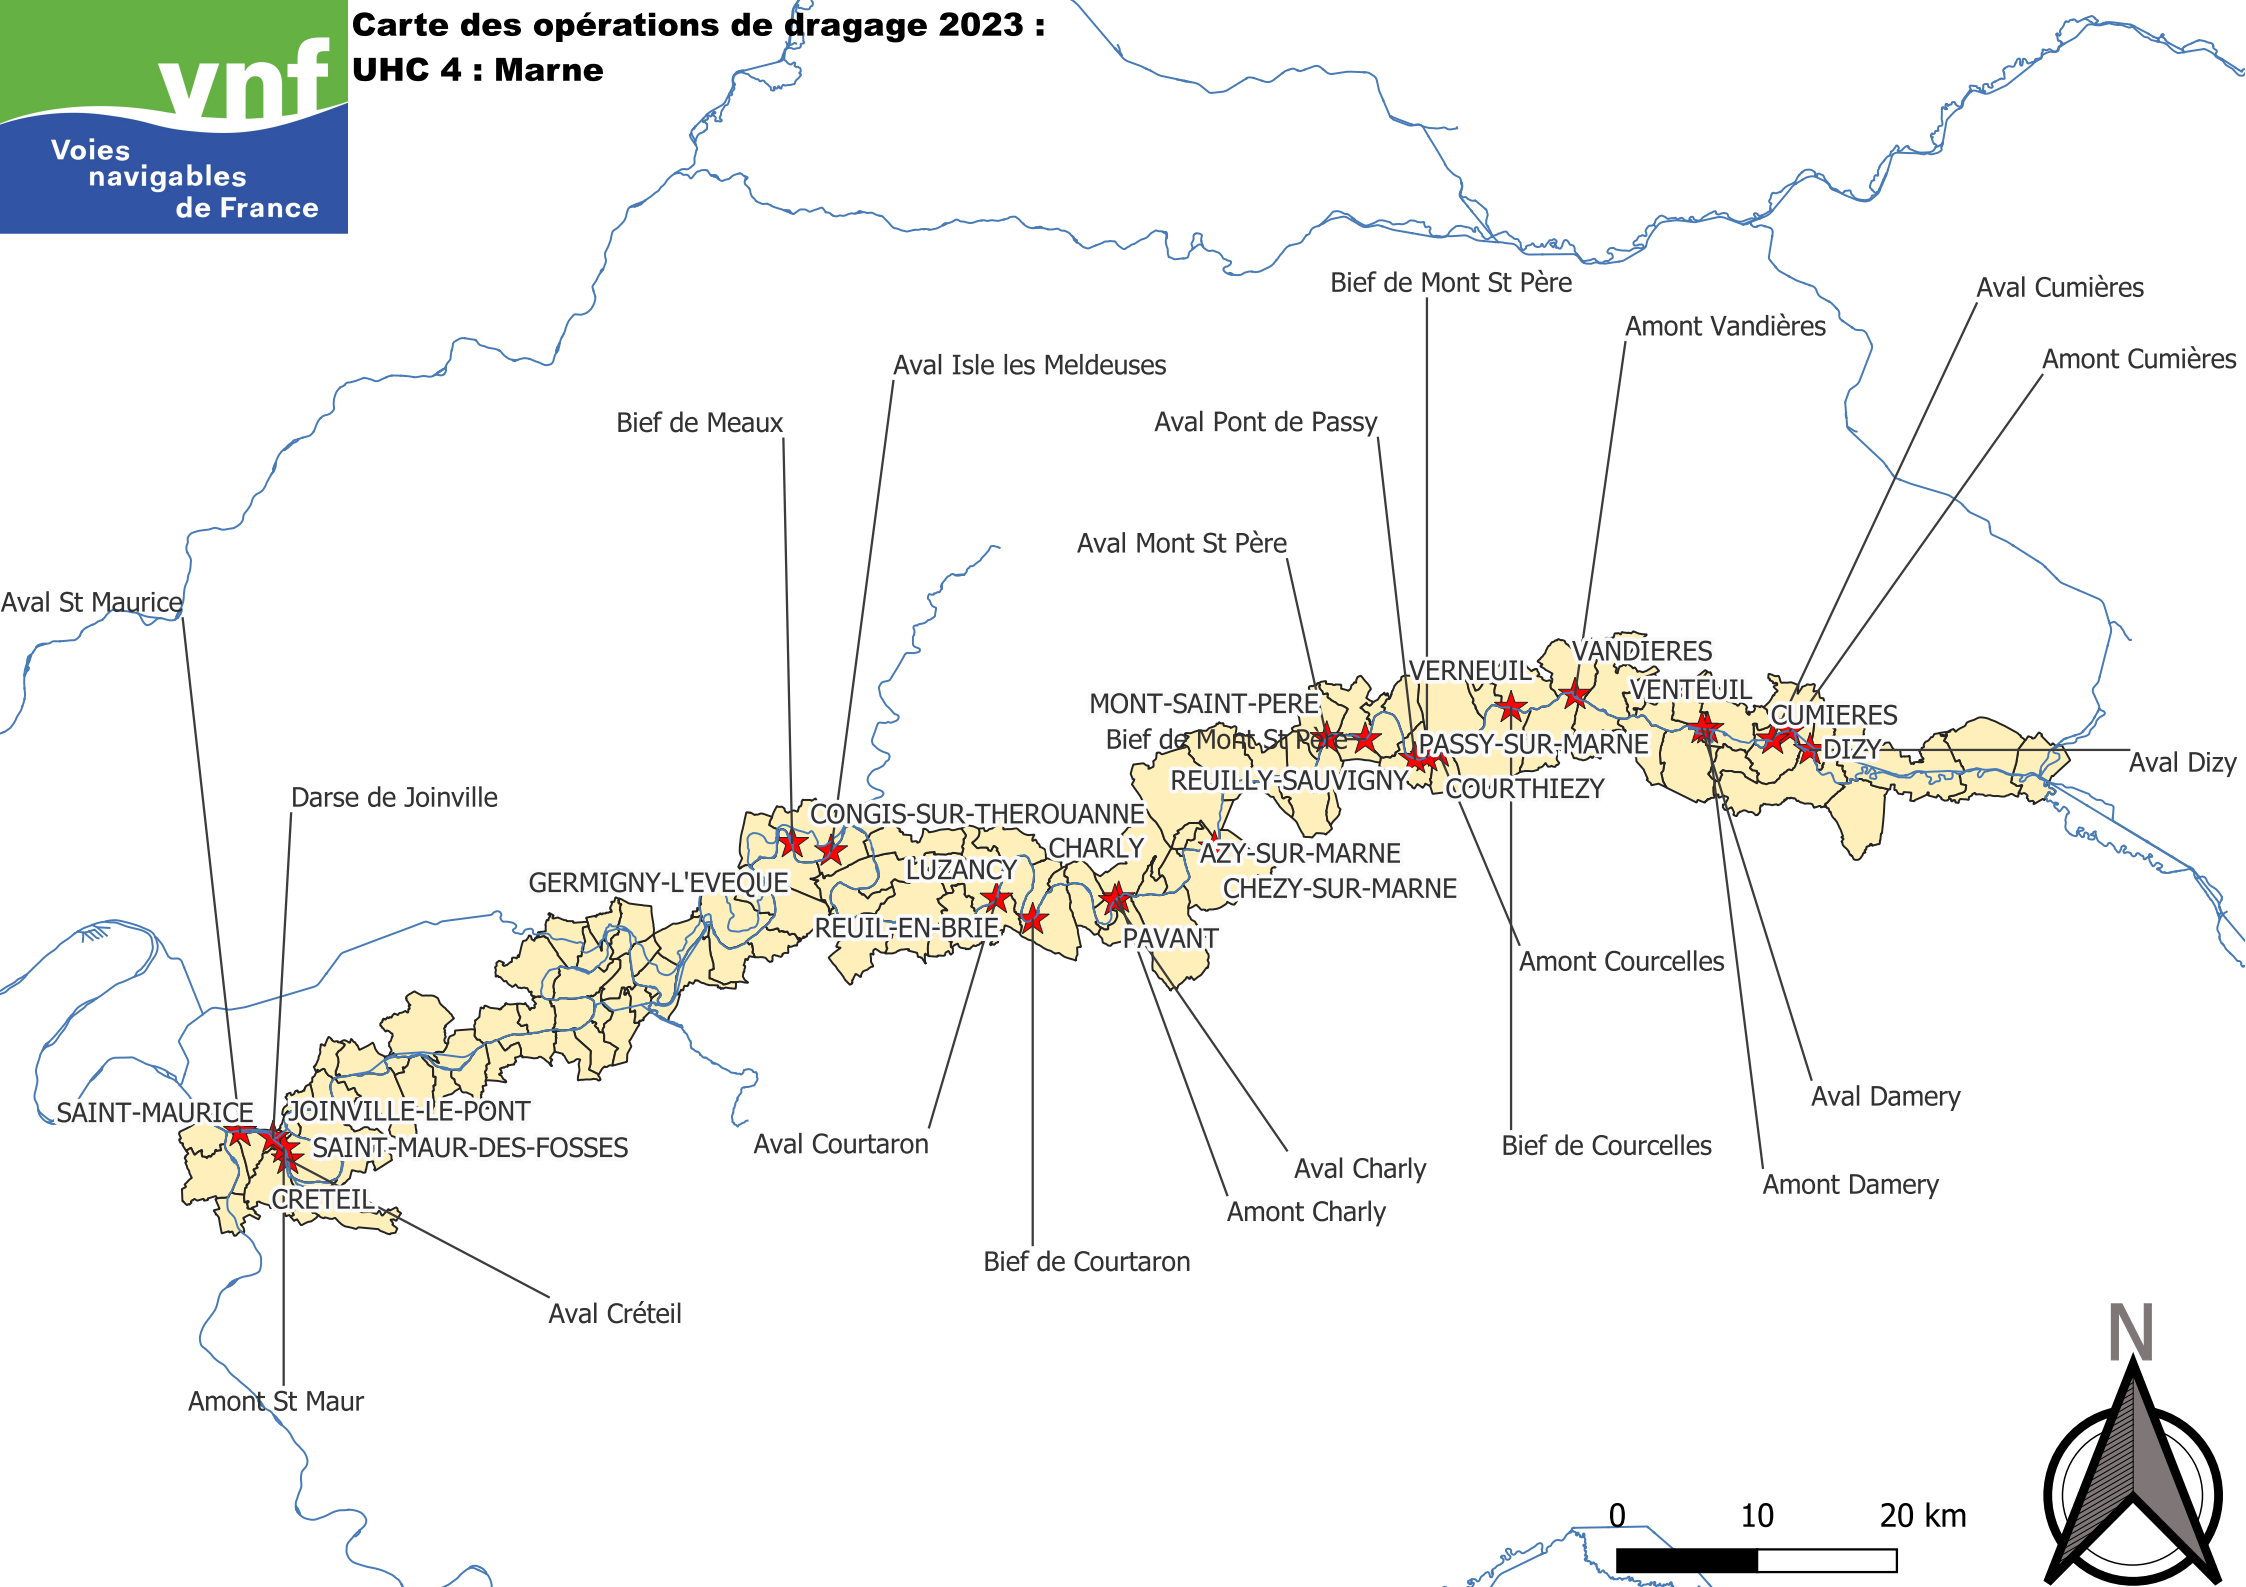 Carte des opérations de dragage 2023 :
UHC 4 : Marne
vnf
Voies
navigables
de France
Bief de Mont St Père
Aval Cumières
Amont Vandières
Amont Cumières
Aval Isle les Meldeuses
Bief de Meaux
Aval Pont de Passy
Aval Mont St Père
Aval St Maurice
VANDIERES
VERNEUIL
VENTEUIL
MONT-SAINT-PERE
CUMIERES
Bief de Mont St Père
PASSY-SUR-MARNE
DIZY
Aval Dizy
REUILLY-SAUVIGNY
COURTHIEZY
Darse de Joinville
CONGIS-SUR-THEROUANNE
CHARLY
AZY-SUR-MARNE
LUZANCY
GERMIGNY-L'EVEQUE
CHEZY-SUR-MARNE
REUIL-EN-BRIE
PAVANT
Amont Courcelles
Aval Damery
SAINT-MAURICE
JOINVILLE-LE-PONT
SAINT-MAUR-DES-FOSSES
Aval Courtaron
Bief de Courcelles
Aval Charly
Amont Damery
CRETEIL
Amont Charly
Bief de Courtaron
Aval Créteil
Amont St Maur
N
0 10 20 km